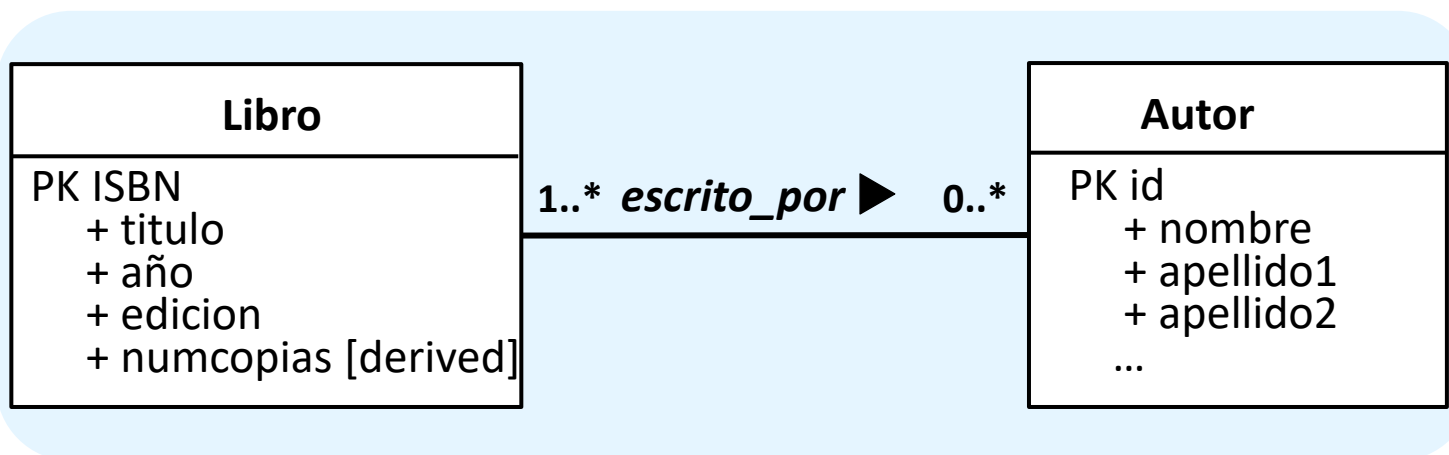 Libro
PK ISBN
+ titulo
+ año
+ edicion
+ numcopias [derived]
1..* escrito_por ▶ 0..*
Autor
PK id
+ nombre
+ apellido1
+ apellido2
...